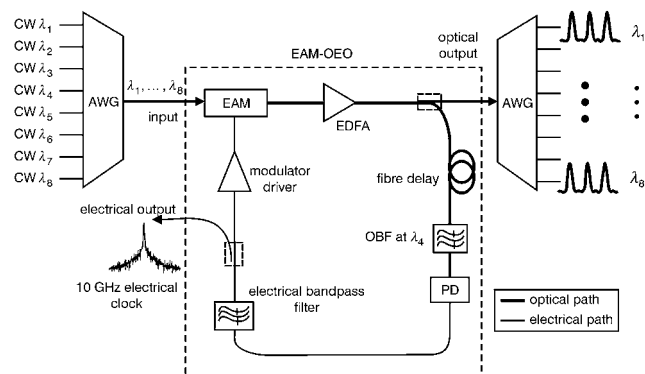 CW λ1
CW λ2
CW λ3
CW λ4
CW λ5
CW λ6
CW λ7
CW λ8
AWG
λ1, ... , λ8
input
EAM-OEO
EAM
EDFA
optical
output
AWG
λ1
λ8
modulator
driver
fibre delay
OBF at λ4
PD
electrical output
10 GHz electrical
clock
electrical bandpass
filter
optical path
electrical path